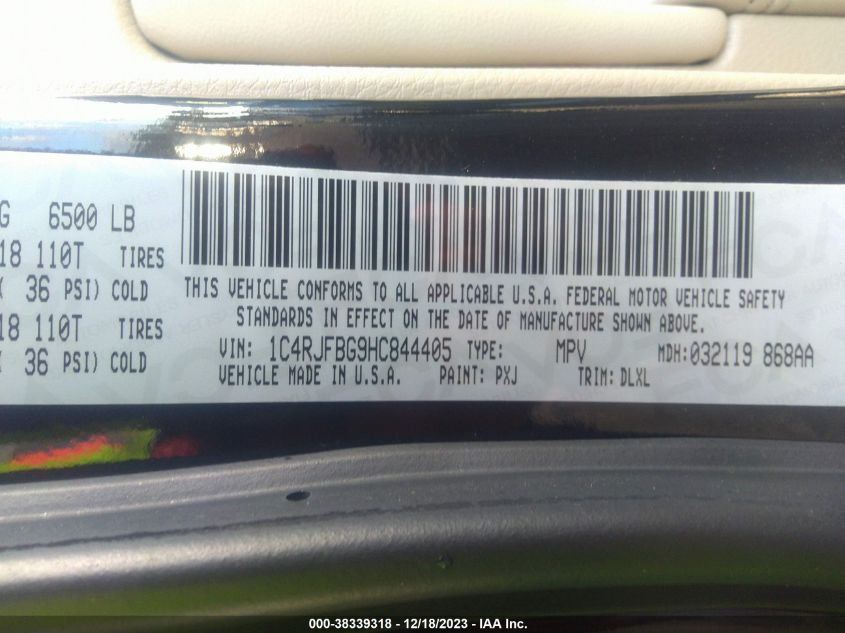 G 6500 LB
18 110T TIRES
36 PSI) COLD
18 110T TIRES
36 PSI) COLD
THIS VEHICLE CONFORMS TO ALL APPLICABLE U.S.A. FEDERAL MOTOR VEHICLE SAFETY
STANDARDS IN EFFECT ON THE DATE OF MANUFACTURE SHOWN ABOVE.
VIN: 1C4RJFBG9HC844405 TYPE: MPV MDH:032119 868AA
VEHICLE MADE IN U.S.A. PAINT: PXJ TRIM: DLXL
000-38339318 - 12/18/2023 - IAA Inc.